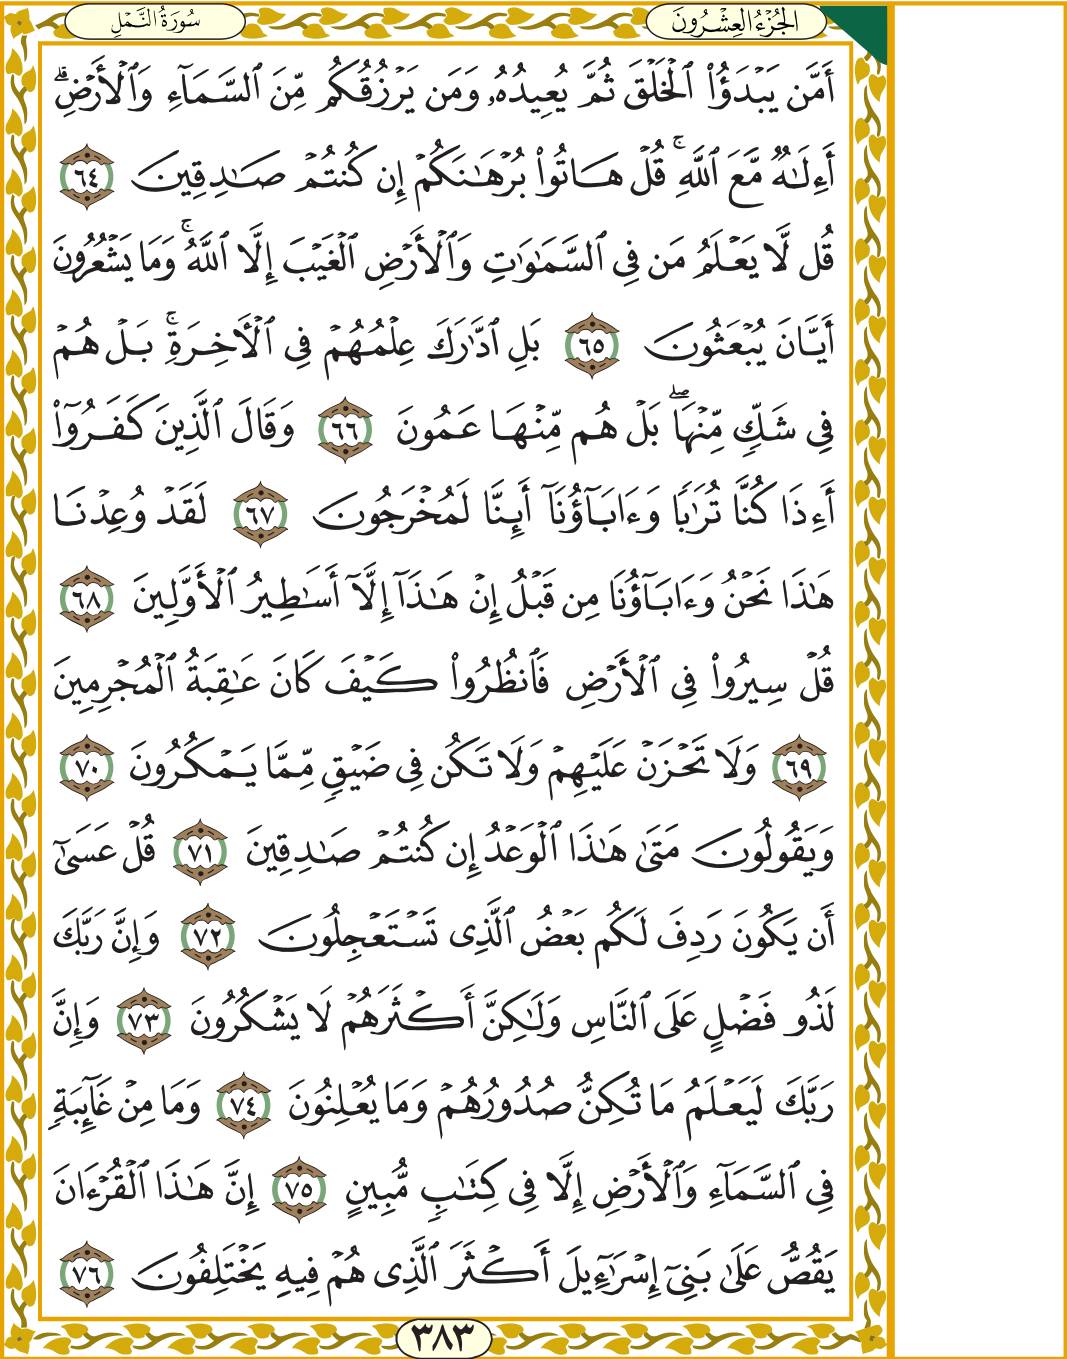 الجُزْءُ العِشْرُونَ
سُورَةُ النَّمْلِ
أَمَّن يَبْدَؤُا۟ ٱلْخَلْقَ ثُمَّ يُعِيدُهُۥ وَمَن يَرْزُقُكُم مِّنَ ٱلسَّمَآءِ وَٱلْأَرْضِ ۗ
أَءِلَٰهٌ مَّعَ ٱللَّهِ ۚ قُلْ هَاتُوا۟ بُرْهَٰنَكُمْ إِن كُنتُمْ صَٰدِقِينَ ٦٤
قُل لَّا يَعْلَمُ مَن فِى ٱلسَّمَٰوَٰتِ وَٱلْأَرْضِ ٱلْغَيْبَ إِلَّا ٱللَّهُ ۚ وَمَا يَشْعُرُونَ
أَيَّانَ يُبْعَثُونَ ٦٥ بَلِ ٱدَّٰرَكَ عِلْمُهُمْ فِى ٱلْءَاخِرَةِ ۚ بَلْ هُمْ
فِى شَكٍّ مِّنْهَا ۖ بَلْ هُم مِّنْهَا عَمُونَ ٦٦ وَقَالَ ٱلَّذِينَ كَفَرُوٓا۟
أَءِذَا كُنَّا تُرَٰبًا وَءَابَآؤُنَآ أَئِنَّا لَمُخْرَجُونَ ٦٧ لَقَدْ وُعِدْنَا
هَٰذَا نَحْنُ وَءَابَآؤُنَا مِن قَبْلُ إِنْ هَٰذَآ إِلَّآ أَسَٰطِيرُ ٱلْأَوَّلِينَ ٦٨
قُلْ سِيرُوا۟ فِى ٱلْأَرْضِ فَٱنظُرُوا۟ كَيْفَ كَانَ عَٰقِبَةُ ٱلْمُجْرِمِينَ
٦٩ وَلَا تَحْزَنْ عَلَيْهِمْ وَلَا تَكُن فِى ضَيْقٍ مِّمَّا يَمْكُرُونَ ٧٠
وَيَقُولُونَ مَتَىٰ هَٰذَا ٱلْوَعْدُ إِن كُنتُمْ صَٰدِقِينَ ٧١ قُلْ عَسَىٰٓ
أَن يَكُونَ رَدِفَ لَكُم بَعْضُ ٱلَّذِى تَسْتَعْجِلُونَ ٧٢ وَإِنَّ رَبَّكَ
لَذُو فَضْلٍ عَلَى ٱلنَّاسِ وَلَٰكِنَّ أَكْثَرَهُمْ لَا يَشْكُرُونَ ٧٣ وَإِنَّ
رَبَّكَ لَيَعْلَمُ مَا تُكِنُّ صُدُورُهُمْ وَمَا يُعْلِنُونَ ٧٤ وَمَا مِنْ غَآئِبَةٍ
فِى ٱلسَّمَآءِ وَٱلْأَرْضِ إِلَّا فِى كِتَٰبٍ مُّبِينٍ ٧٥ إِنَّ هَٰذَا ٱلْقُرْءَانَ
يَقُصُّ عَلَىٰ بَنِىٓ إِسْرَٰٓءِيلَ أَكْثَرَ ٱلَّذِى هُمْ فِيهِ يَخْتَلِفُونَ ٧٦
٣٨٣